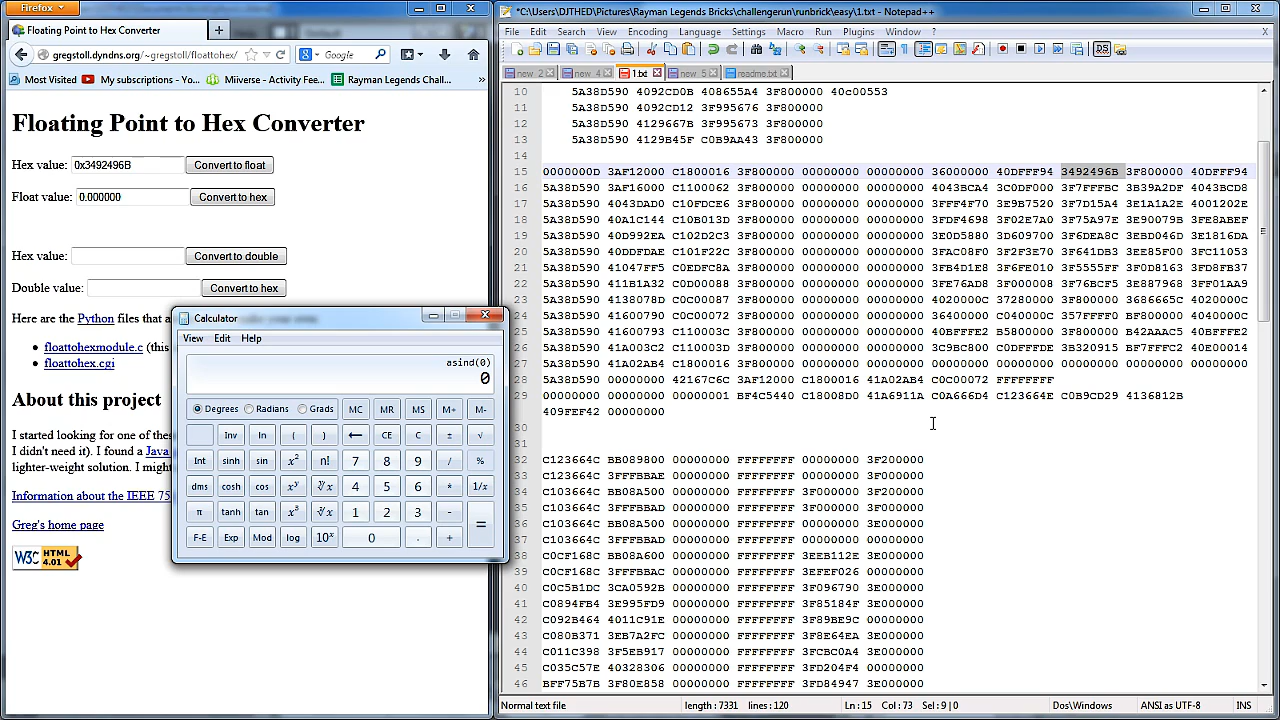 Firefox
Floating Point to Hex Converter
gregstoll.dyndns.org/~gregstoll/floattohex/
Google
Most Visited
My subscriptions - Yo...
Miiverse - Activity Fee...
Rayman Legends Chall...
Floating Point to Hex Converter
Hex value: 0x3492496B Convert to float
Float value: 0.000000 Convert to hex
Hex value: Convert to double
Double value: Convert to hex
Here are the Python files that
floattohexmodule.c (this
floattohex.cgi
About this project
I started looking for one of these
I didn't need it). I found a Java
lighter-weight solution. I might
Information about the IEEE 75
Greg's home page
W3C HTML 4.01
Calculator
View Edit Help
asind(0)
0
Degrees Radians Grads MC MR MS M+ M-
Inv ln ( ) ← CE C ± √
Int sinh sin x² n! 7 8 9 / %
dms cosh cos xʸ ʸ√x 4 5 6 * 1/x
π tanh tan x³ ³√x 1 2 3 - =
F-E Exp Mod log 10ˣ 0 . +
*C:\Users\DJTHED\Pictures\Rayman Legends Bricks\challengerun\runbrick\easy\1.txt - Notepad++
File Edit Search View Encoding Language Settings Macro Run Plugins Window ? X
new 2 new 4 1.txt new 5 readme.txt
10 5A38D590 4092CD0B 408655A4 3F800000 40c00553
11 5A38D590 4092CD12 3F995676 3F800000
12 5A38D590 4129667B 3F995673 3F800000
13 5A38D590 4129B45F C0B9AA43 3F800000
14
15 0000000D 3AF12000 C1800016 3F800000 00000000 00000000 36000000 40DFFF94 3492496B 3F800000 40DFFF94
16 5A38D590 3AF16000 C1100062 3F800000 00000000 00000000 4043BCA4 3C0DF000 3F7FFFBC 3B39A2DF 4043BCD8
17 5A38D590 4043DAD0 C10FDCE6 3F800000 00000000 00000000 3FFF4F70 3E9B7520 3F7D15A4 3E1A1A2E 4001202E
18 5A38D590 40A1C144 C10B013D 3F800000 00000000 00000000 3FDF4698 3F02E7A0 3F75A97E 3E90079B 3FE8ABEF
19 5A38D590 40D992EA C102D2C3 3F800000 00000000 00000000 3E0D5880 3D609700 3F6DEA8C 3EBD046D 3E1816DA
20 5A38D590 40DDFDAE C101F22C 3F800000 00000000 00000000 3FAC08F0 3F2F3E70 3F641DB3 3EE85F00 3FC11053
21 5A38D590 41047FF5 C0EDFC8A 3F800000 00000000 00000000 3FB4D1E8 3F6FE010 3F5555FF 3F0D8163 3FD8FB37
22 5A38D590 411B1A32 C0D00088 3F800000 00000000 00000000 3FE76AD8 3F000008 3F76BCF5 3E887963 3FF01AA9
23 5A38D590 4138078D C0C00087 3F800000 00000000 00000000 4020000C 37280000 3F800000 3686665C 4020000C
24 5A38D590 41600790 C0C00072 3F800000 00000000 00000000 36400000 C040000C 357FFFF0 BF800000 4040000C
25 5A38D590 41600793 C110003C 3F800000 00000000 00000000 40BFFFE2 B5800000 3F800000 B42AAAC5 40BFFFE2
26 5A38D590 41A003C2 C110003D 3F800000 00000000 00000000 3C9BC800 C0DFFFDE 3B320915 BF7FFFC2 40E00014
27 5A38D590 41A02AB4 C1800017 3F800000 00000000 00000000 00000000 00000000 00000000 00000000 00000000
28 5A38D590 00000000 42167C6C 3AF12000 C1800016 41A02AB4 C0C00072 FFFFFFFF
29 00000000 00000000 00000001 BF4C5440 C18008D0 41A6911A C0A666D4 C123664E C0B9CD29 4136812B
409FEF42 00000000
30
31
32 C123664C BB089800 00000000 FFFFFFFF 00000000 3F200000
33 C123664C 3FFFBBAE 00000000 FFFFFFFF 3F000000 3F200000
34 C103664C BB08A500 00000000 FFFFFFFF 3F000000 3F200000
35 C103664C 3FFFBBAD 00000000 FFFFFFFF 3F000000 3F000000
36 C103664C BB08A500 00000000 FFFFFFFF 00000000 3E000000
37 C103664C 3FFFBBAD 00000000 FFFFFFFF 00000000 00000000
38 C0CF168C BB08A600 00000000 FFFFFFFF 3EEB112E 3E000000
39 C0CF168C 3FFFBBAC 00000000 FFFFFFFF 3EFEF026 00000000
40 C0C5B1DC 3CA0592B 00000000 FFFFFFFF 3F096790 3E000000
41 C0894FB4 3E995FD9 00000000 FFFFFFFF 3F85184F 3E000000
42 C092B464 4011C91E 00000000 FFFFFFFF 3F89BE9C 00000000
43 C080B371 3EB7A2FC 00000000 FFFFFFFF 3F8E64EA 3E000000
44 C011C398 3F5EB917 00000000 FFFFFFFF 3FCBC0A4 3E000000
45 C035C57E 40328306 00000000 FFFFFFFF 3FD204F4 00000000
46 BFF75B7B 3F80E858 00000000 FFFFFFFF 3FD84947 3E000000
Normal text file length : 7331 lines : 120 Ln : 15 Col : 73 Sel : 9 | 0 Dos\Windows ANSI as UTF-8 INS